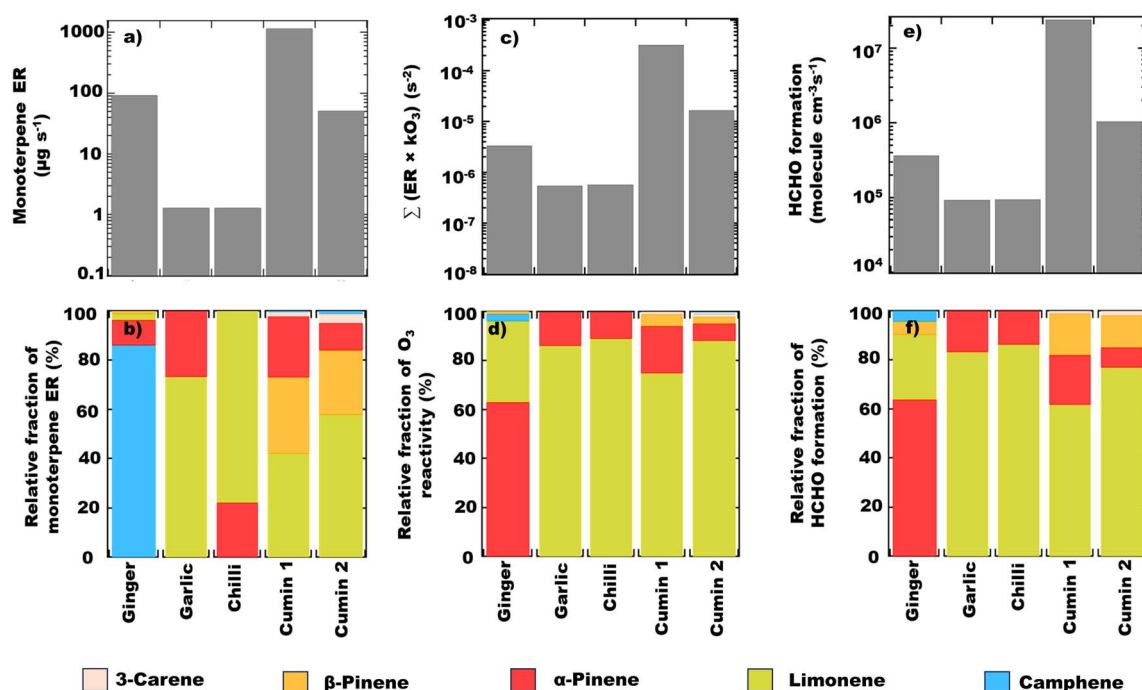 a)
Monoterpene ER
(µg s⁻¹)
1000
100
10
1
0.1
c)
∑ (ER × kO₃) (s⁻²)
10⁻³
10⁻⁴
10⁻⁵
10⁻⁶
10⁻⁷
10⁻⁸
e)
HCHO formation
(molecule cm⁻³s⁻¹)
10⁷
10⁶
10⁵
10⁴
b)
Relative fraction of
monoterpene ER (%)
100
80
60
40
20
0
Ginger
Garlic
Chilli
Cumin 1
Cumin 2
d)
Relative fraction of O₃
reactivity (%)
100
80
60
40
20
0
Ginger
Garlic
Chilli
Cumin 1
Cumin 2
f)
Relative fraction of
HCHO formation (%)
100
80
60
40
20
0
Ginger
Garlic
Chilli
Cumin 1
Cumin 2
3-Carene
β-Pinene
α-Pinene
Limonene
Camphene